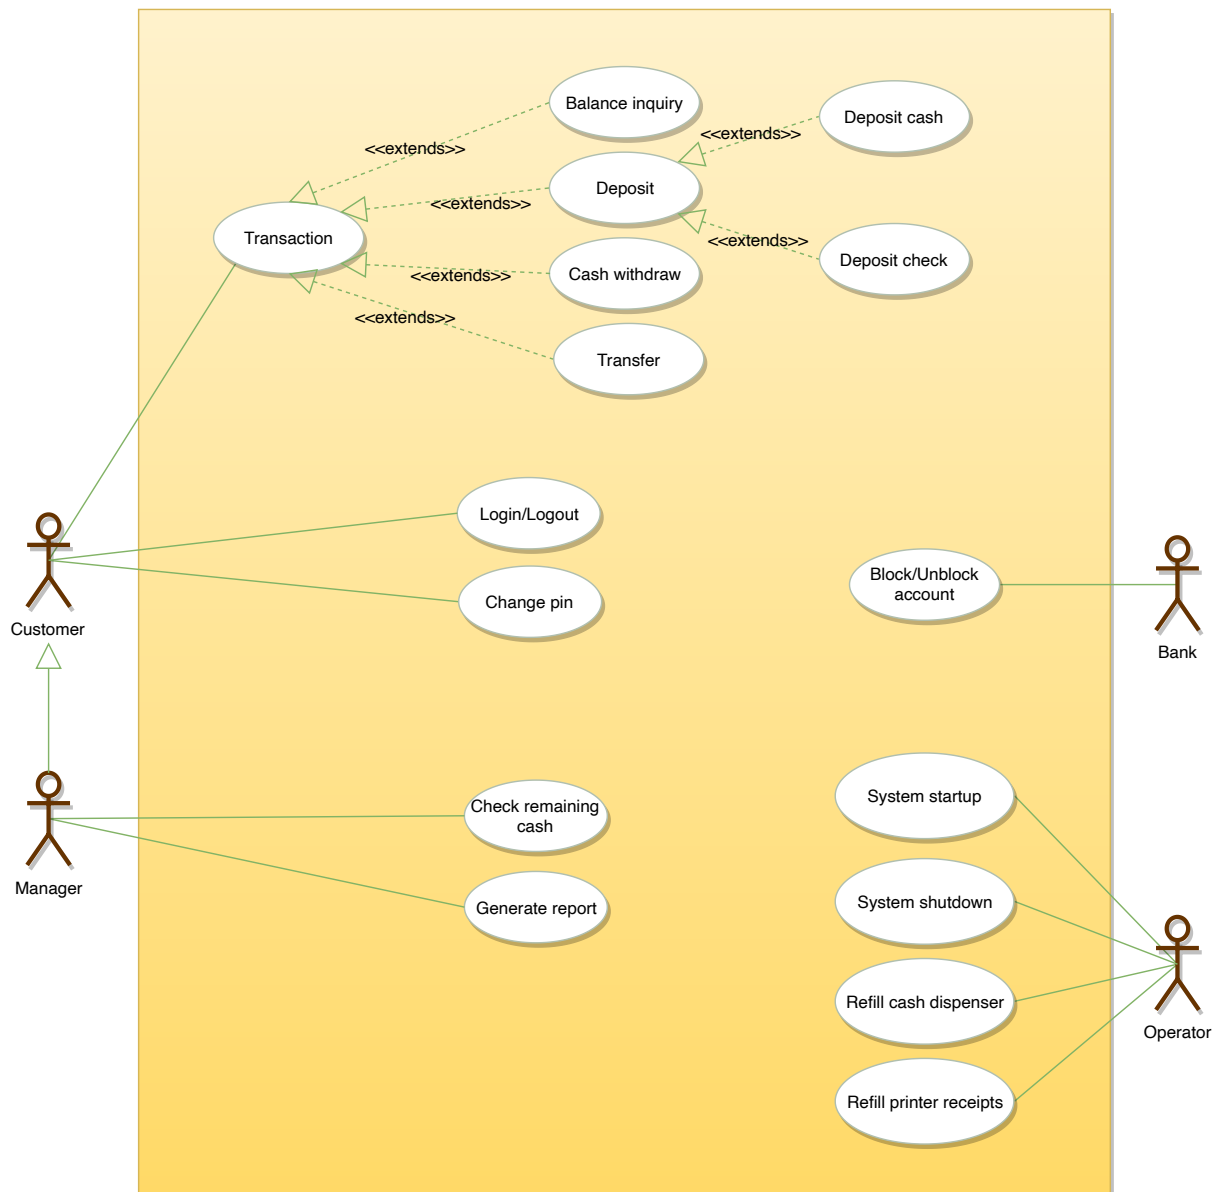 Balance inquiry
Deposit cash
<<extends>>
<<extends>>
Deposit
<<extends>>
Transaction
<<extends>>
Deposit check
Cash withdraw
<<extends>>
<<extends>>
Transfer
Login/Logout
Block/Unblock
account
Change pin
Customer
Bank
System startup
Check remaining
cash
Manager
Generate report
System shutdown
Refill cash dispenser
Operator
Refill printer receipts